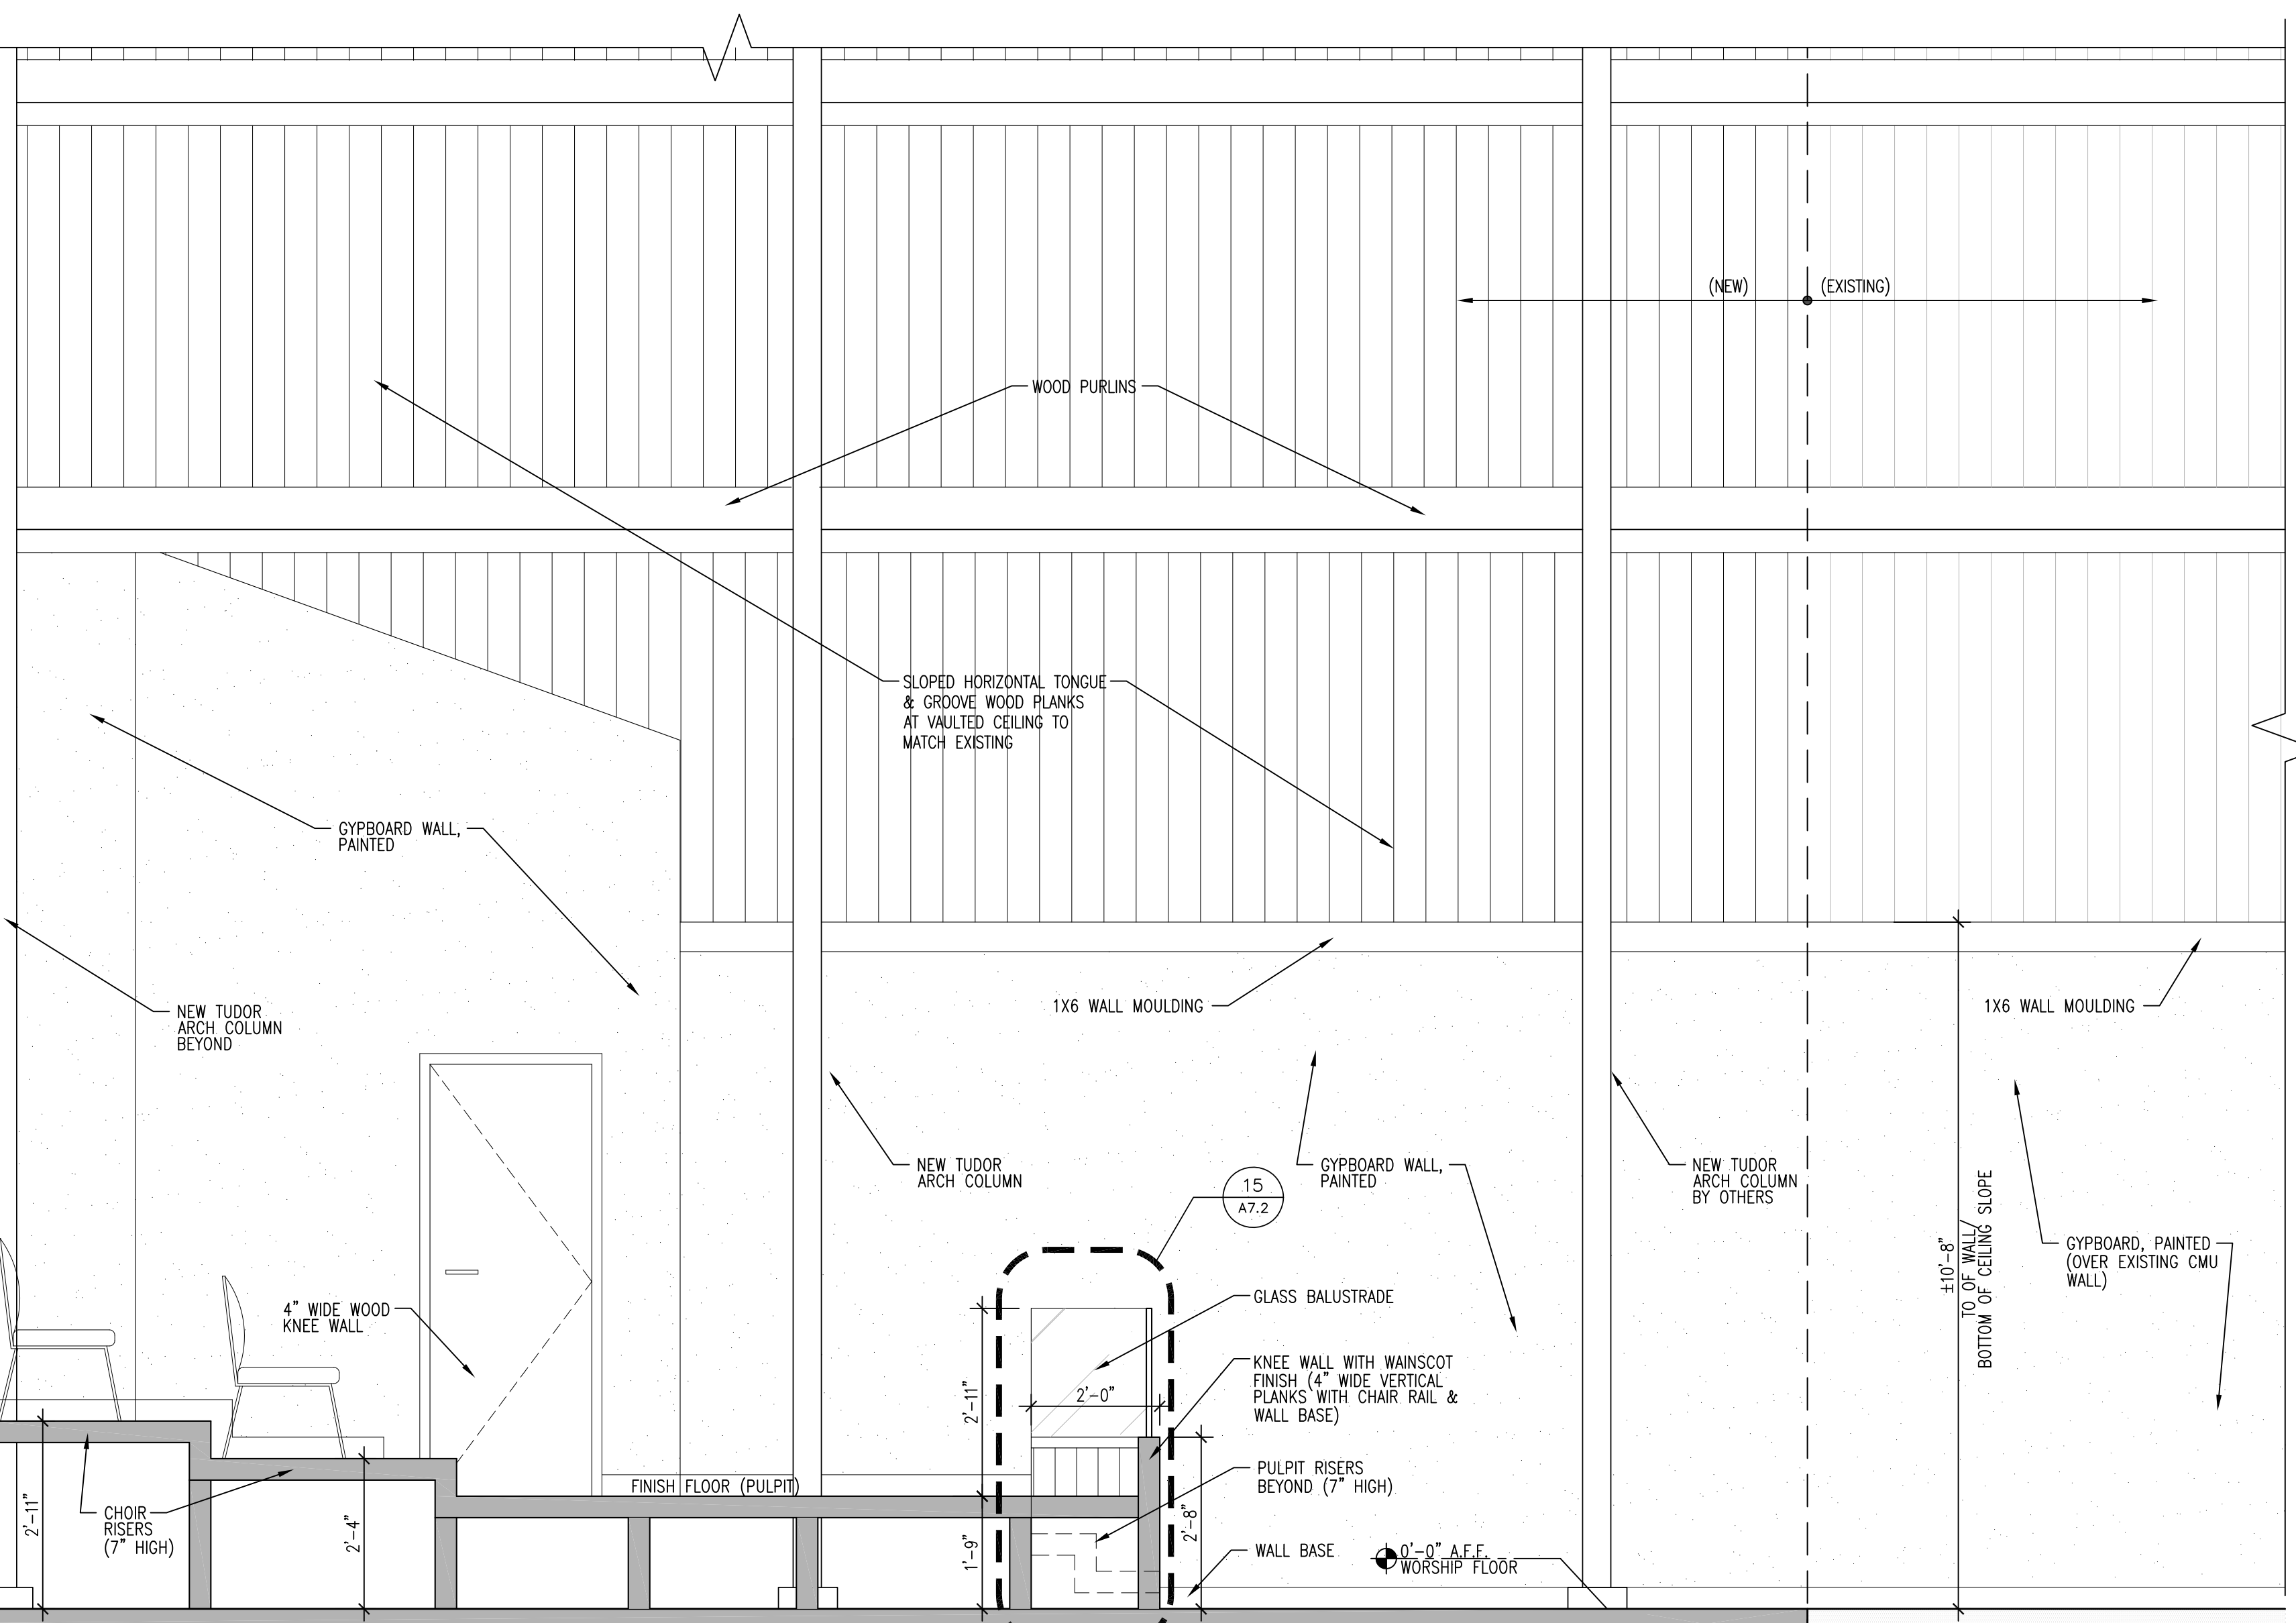 (NEW)
(EXISTING)
WOOD PURLINS
SLOPED HORIZONTAL TONGUE
& GROOVE WOOD PLANKS
AT VAULTED CEILING TO
MATCH EXISTING
GYPBOARD WALL,
PAINTED
NEW TUDOR
ARCH COLUMN
BEYOND
1X6 WALL MOULDING
1X6 WALL MOULDING
NEW TUDOR
ARCH COLUMN
15
A7.2
GYPBOARD WALL,
PAINTED
NEW TUDOR
ARCH COLUMN
BY OTHERS
±10'-8"
TO OF WALL/
BOTTOM OF CEILING SLOPE
GYPBOARD, PAINTED
(OVER EXISTING CMU
WALL)
4" WIDE WOOD
KNEE WALL
GLASS BALUSTRADE
KNEE WALL WITH WAINSCOT
FINISH (4" WIDE VERTICAL
PLANKS WITH CHAIR RAIL &
WALL BASE)
2'-11"
2'-0"
PULPIT RISERS
BEYOND (7" HIGH)
FINISH FLOOR (PULPIT)
2'-11"
CHOIR
RISERS
(7" HIGH)
2'-4"
1'-9"
2'-8"
WALL BASE
0'-0" A.F.F.
WORSHIP FLOOR